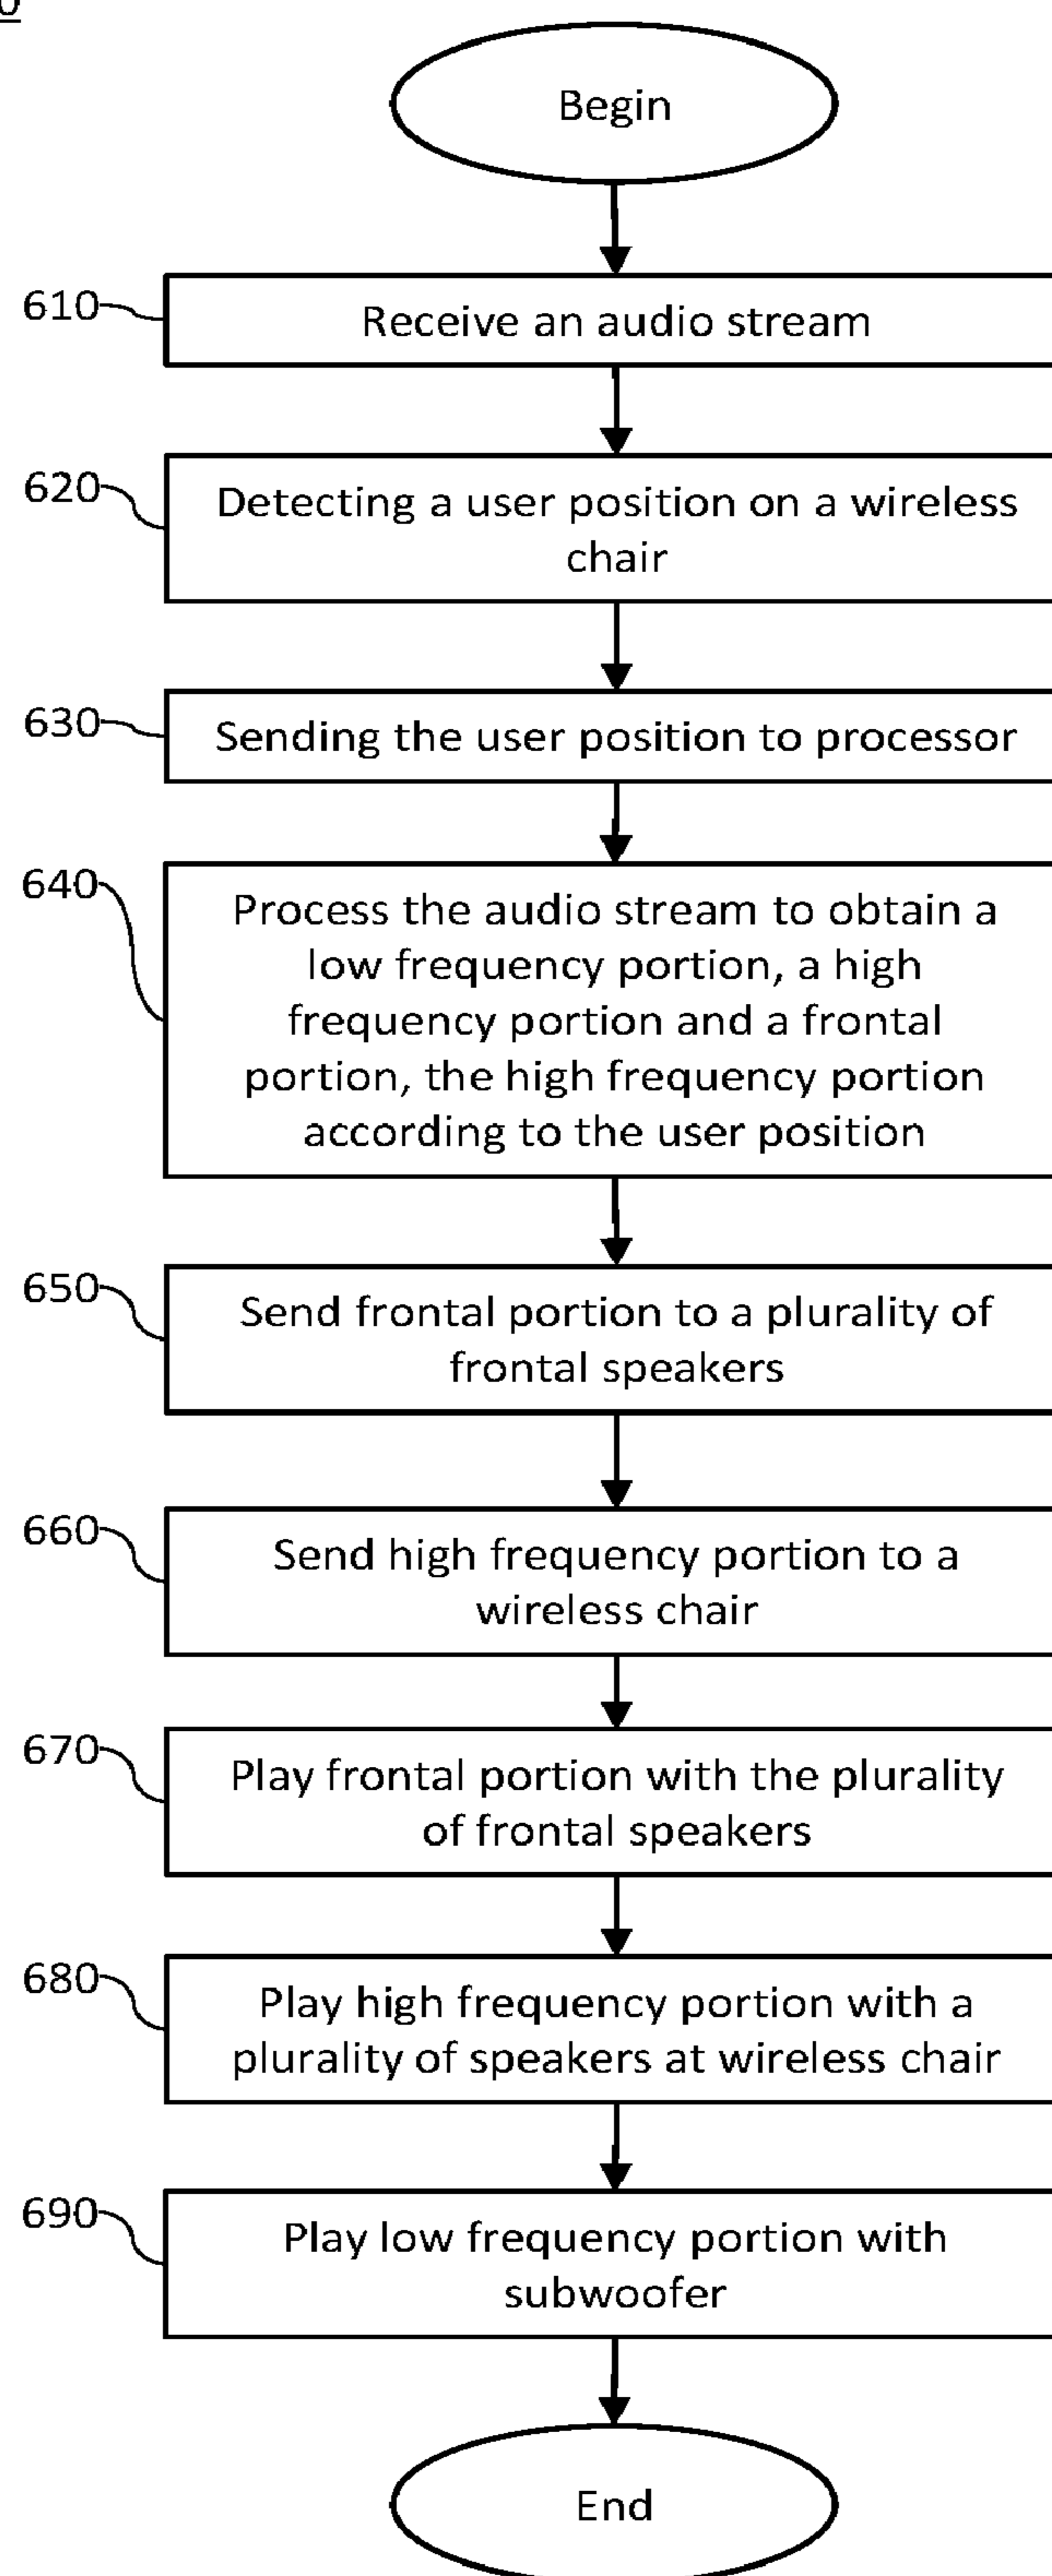 Begin
610
Receive an audio stream
620
Detecting a user position on a wireless
chair
630
Sending the user position to processor
640
Process the audio stream to obtain a
low frequency portion, a high
frequency portion and a frontal
portion, the high frequency portion
according to the user position
650
Send frontal portion to a plurality of
frontal speakers
660
Send high frequency portion to a
wireless chair
670
Play frontal portion with the plurality
of frontal speakers
680
Play high frequency portion with a
plurality of speakers at wireless chair
690
Play low frequency portion with
subwoofer
End